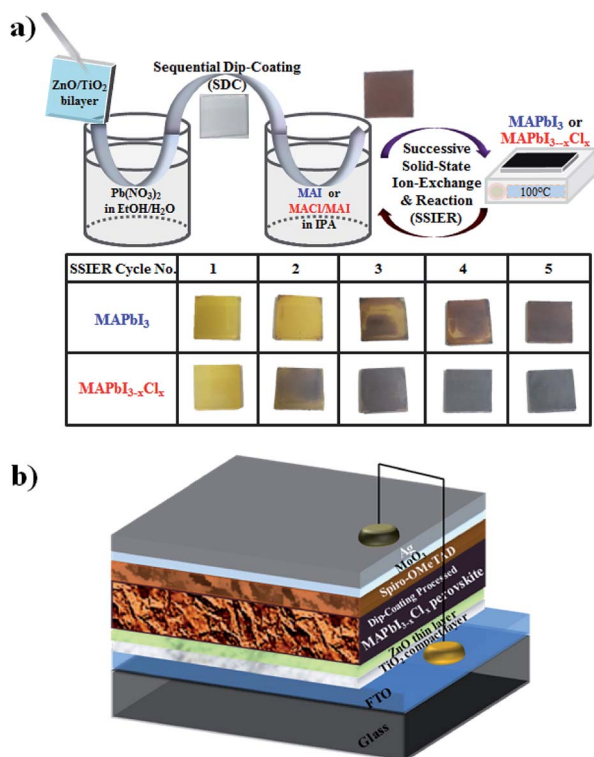 a)
Sequential Dip-Coating
(SDC)
ZnO/TiO2
bilayer
Pb(NO3)2
in EtOH/H2O
MAI or
MACl/MAI
in IPA
Successive
Solid-State
Ion-Exchange
& Reaction
(SSIER)
MAPbI3 or
MAPbI3-xClx
100°C
SSIER Cycle No. 1 2 3 4 5
MAPbI3
MAPbI3-xClx
b)
Ag
MoO3
Spiro-OMeTAD
Dip-Coating Processed
MAPbI3-xClx perovskite
ZnO thin layer
TiO2 compact layer
FTO
Glass